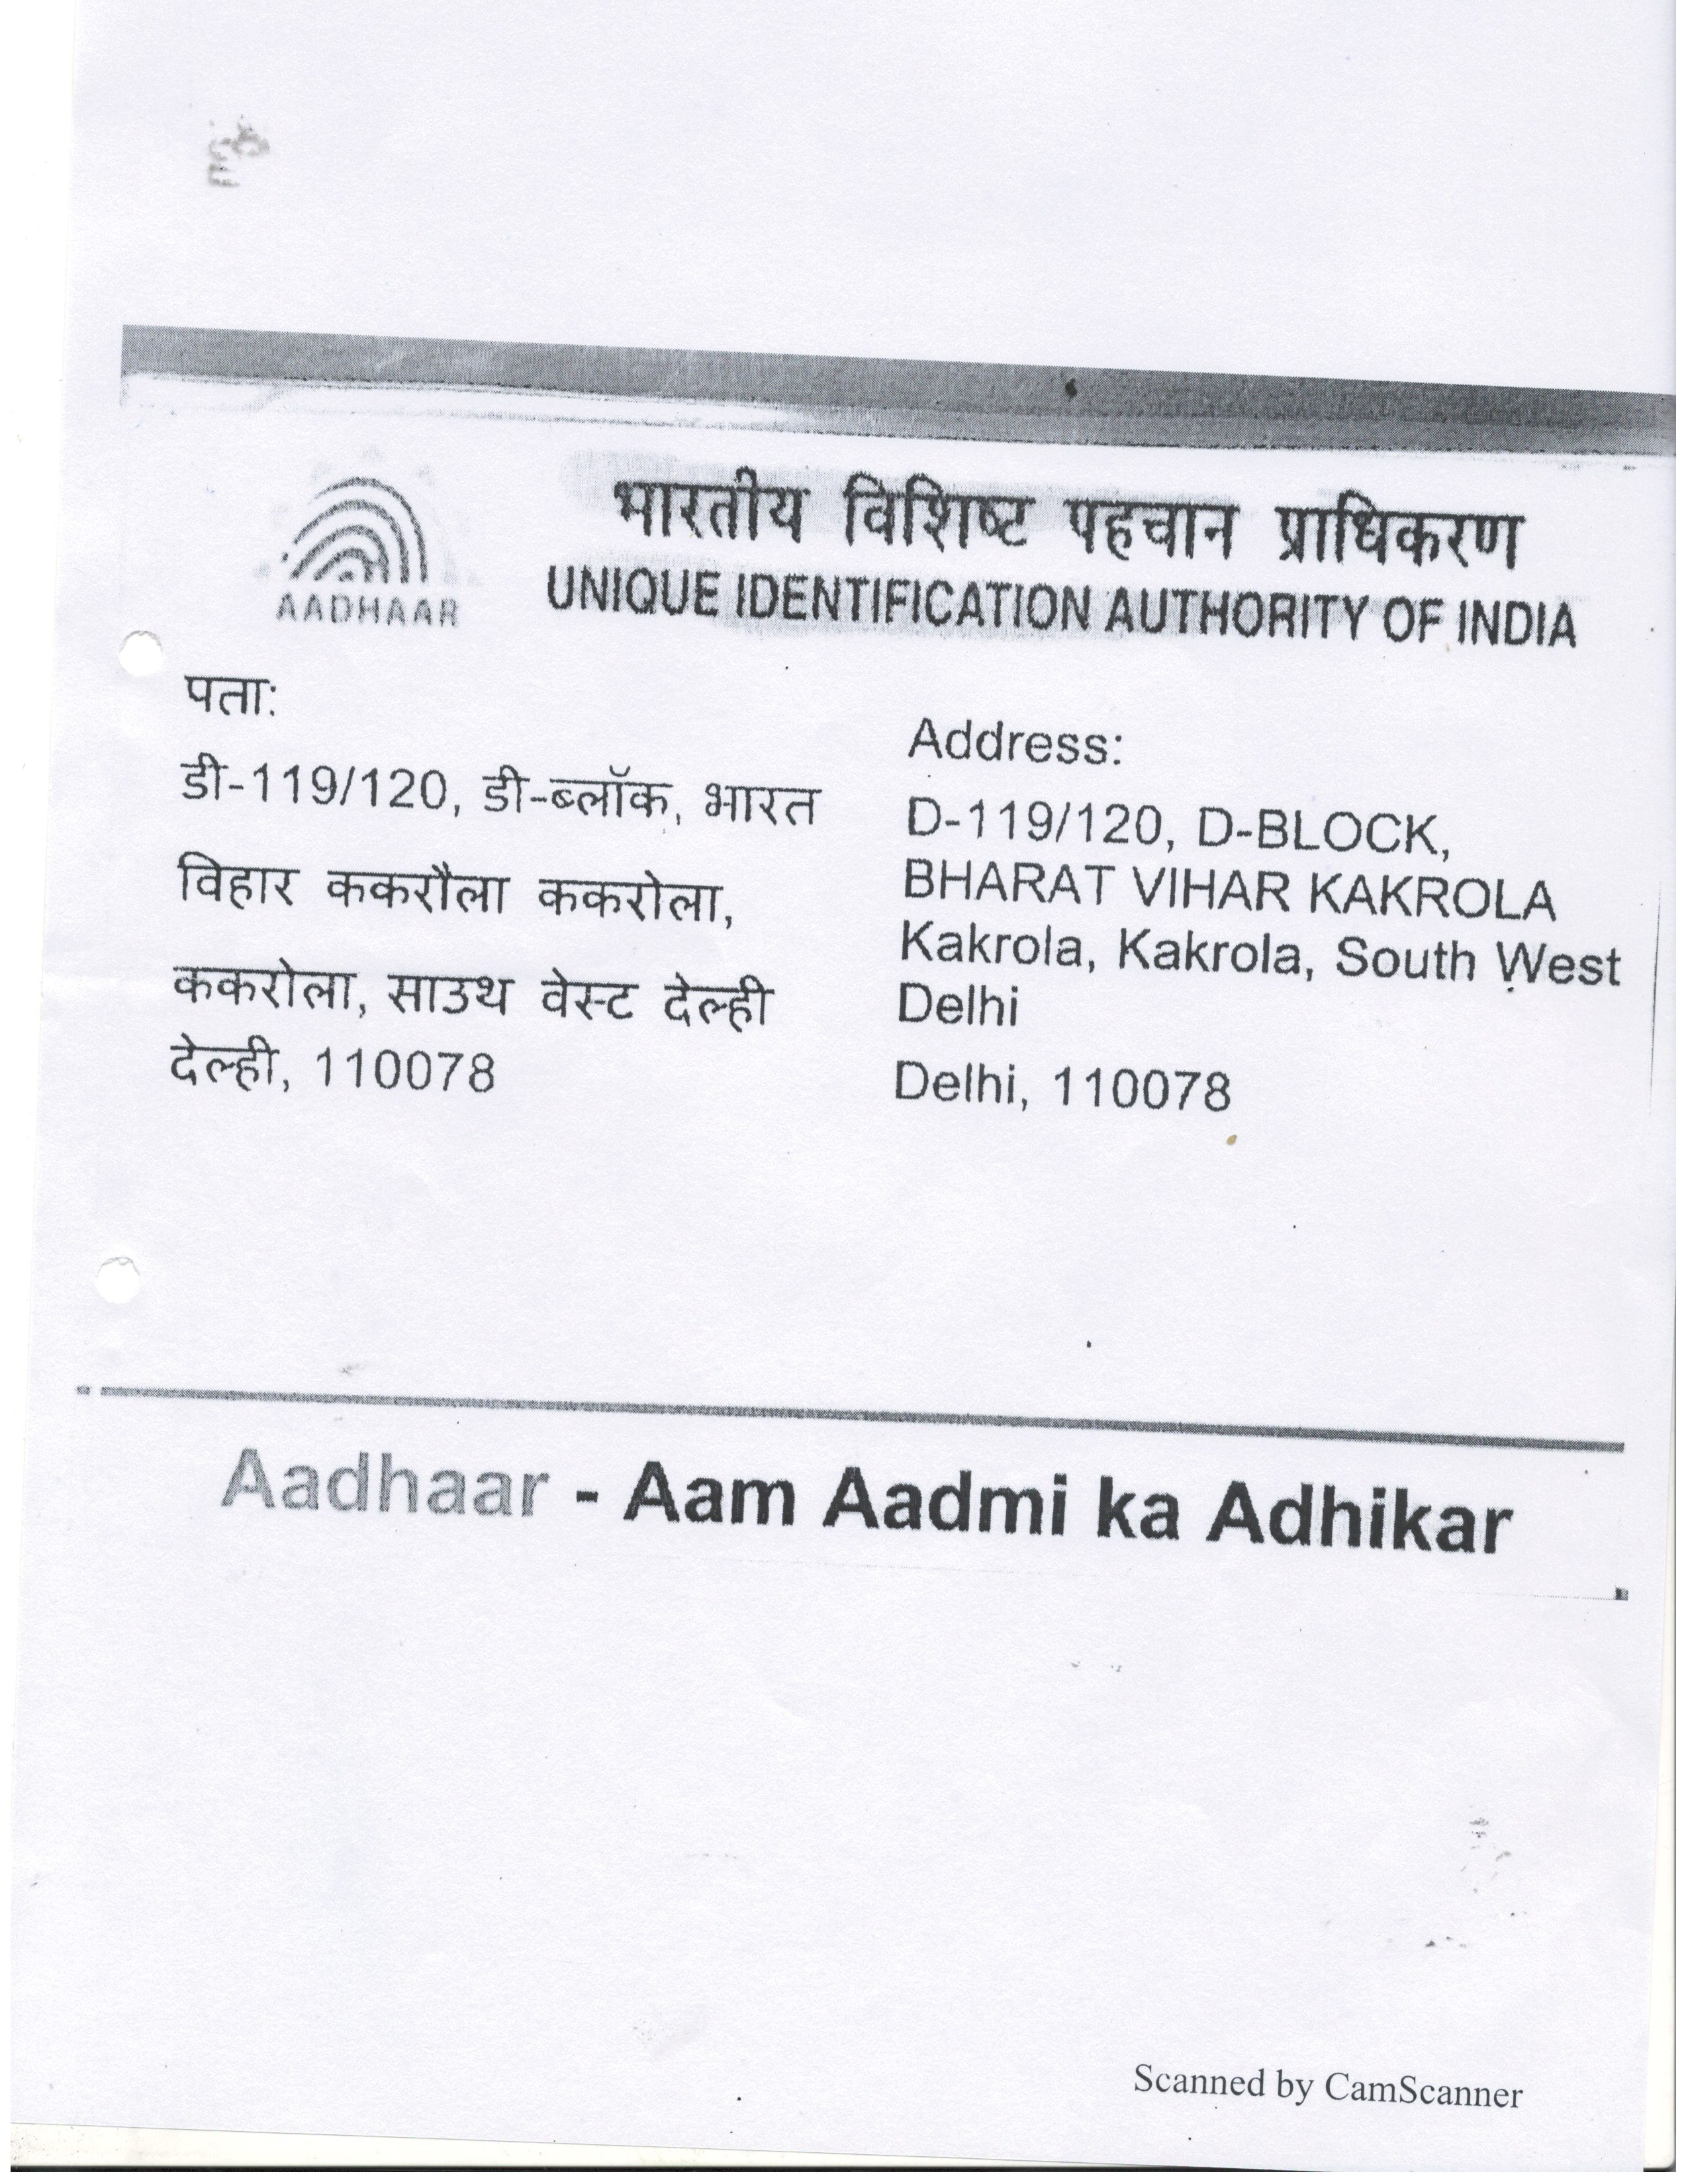 भारतीय विशिष्ट पहचान प्राधिकरण
UNIQUE IDENTIFICATION AUTHORITY OF INDIA
AADHAAR
पता:
डी-119/120, डी-ब्लॉक, भारत
विहार ककरौला ककरोला,
ककरोला, साउथ वेस्ट देल्ही
देल्ही, 110078
Address:
D-119/120, D-BLOCK,
BHARAT VIHAR KAKROLA
Kakrola, Kakrola, South West
Delhi
Delhi, 110078
Aadhaar - Aam Aadmi ka Adhikar
Scanned by CamScanner